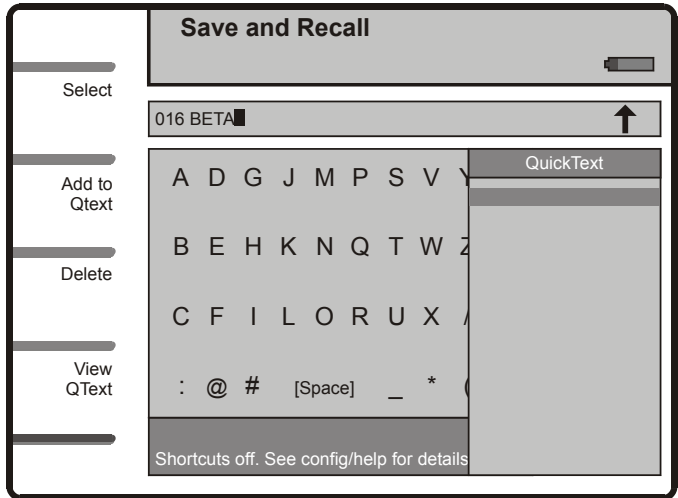 Save and Recall
Select
016 BETA
Add to
Qtext
QuickText
A D G J M P S V Y
Delete
B E H K N Q T W Z
C F I L O R U X /
View
QText
: @ # [Space] _ * (
Shortcuts off. See config/help for details